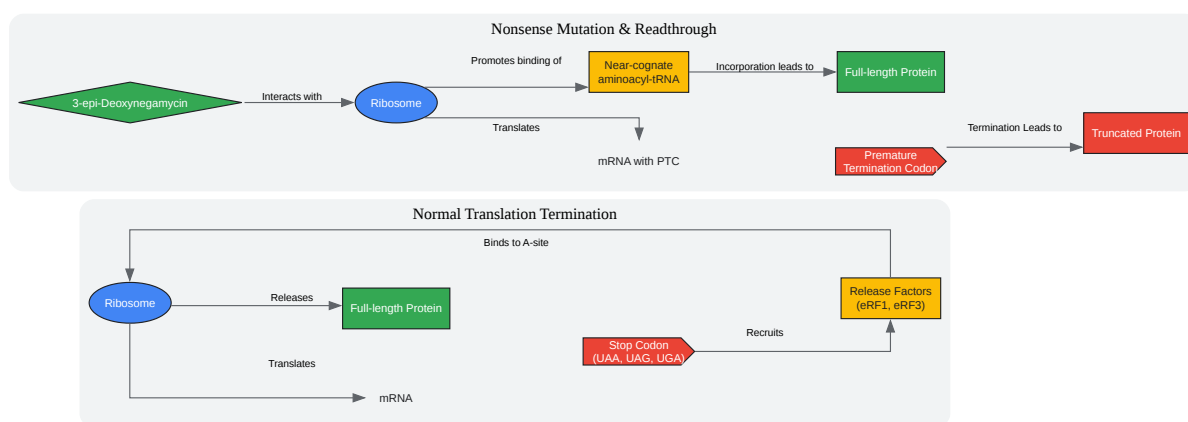 Nonsense Mutation & Readthrough
Promotes binding of
Near-cognate
aminoacyl-tRNA
Incorporation leads to
Full-length Protein
3-epi-Deoxynegamycin
Interacts with
Ribosome
Translates
mRNA with PTC
Premature
Termination Codon
Termination Leads to
Truncated Protein
Normal Translation Termination
Binds to A-site
Ribosome
Releases
Full-length Protein
Release Factors
(eRF1, eRF3)
Stop Codon
(UAA, UAG, UGA)
Recruits
Translates
mRNA